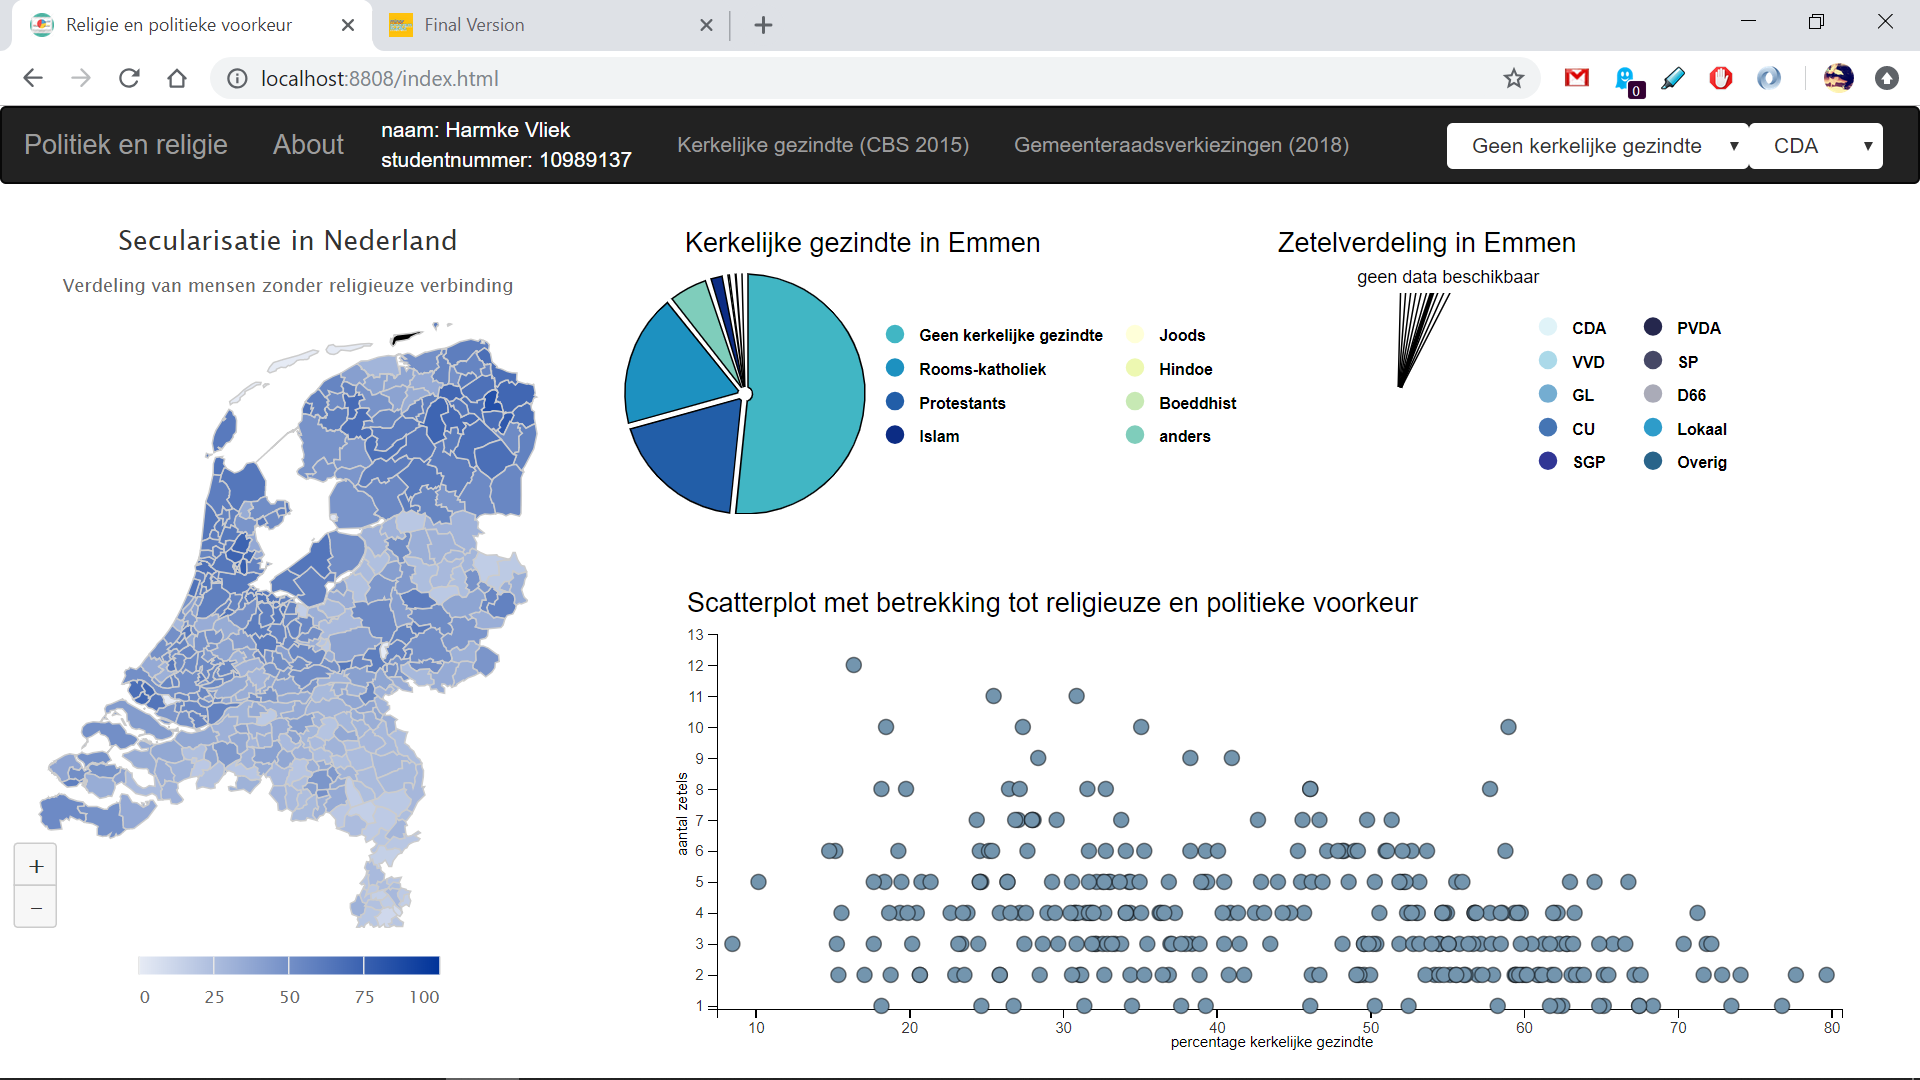 Religie en politieke voorkeur
Final Version
localhost:8808/index.html
0
Politiek en religie
About
naam: Harmke Vliek
studentnummer: 10989137
Kerkelijke gezindte (CBS 2015)
Gemeenteraadsverkiezingen (2018)
Geen kerkelijke gezindte
CDA
Secularisatie in Nederland
Verdeling van mensen zonder religieuze verbinding
+
−
0 25 50 75 100
Kerkelijke gezindte in Emmen
Geen kerkelijke gezindte
Rooms-katholiek
Protestants
Islam
Joods
Hindoe
Boeddhist
anders
Zetelverdeling in Emmen
geen data beschikbaar
CDA
VVD
GL
CU
SGP
PVDA
SP
D66
Lokaal
Overig
Scatterplot met betrekking tot religieuze en politieke voorkeur
13
12
11
10
9
8
7
6
5
4
3
2
1
aantal zetels
10 20 30 40 50 60 70 80
percentage kerkelijke gezindte